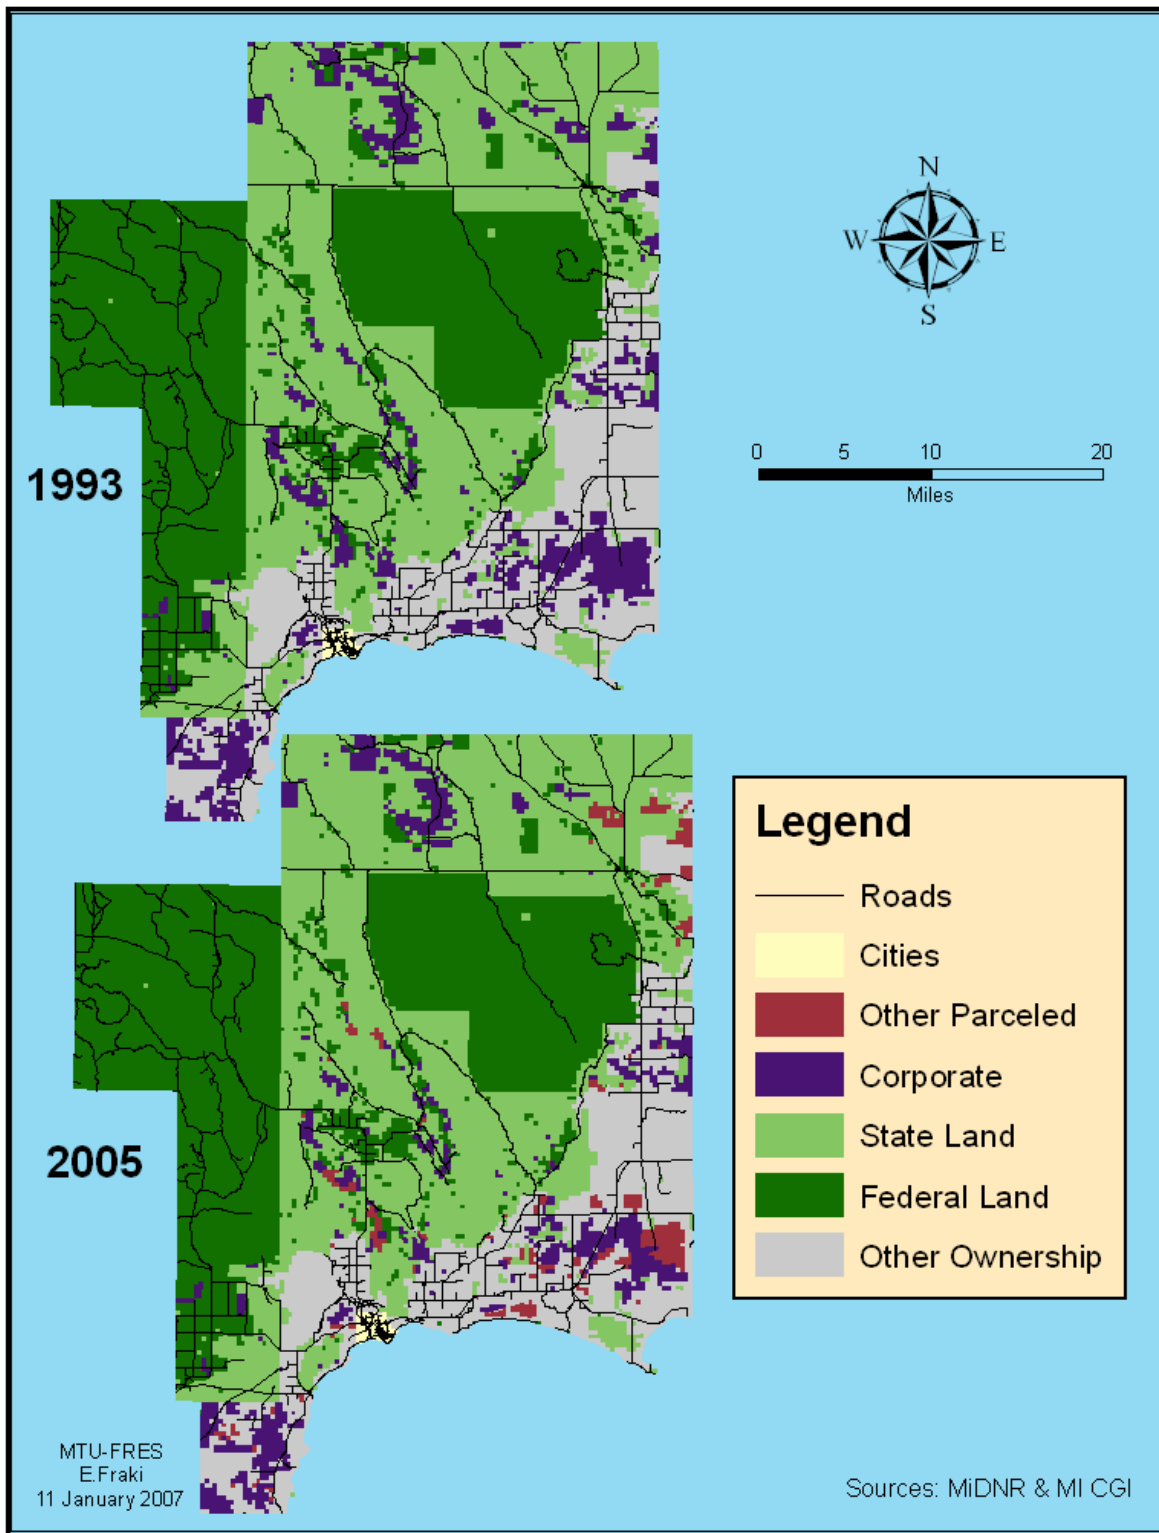 N
W
E
S
0
5
10
20
Miles
1993
Legend
Roads
Cities
Other Parceled
Corporate
State Land
Federal Land
Other Ownership
2005
MTU-FRES
E.Fraki
11 January 2007
Sources: MiDNR & MI CGI